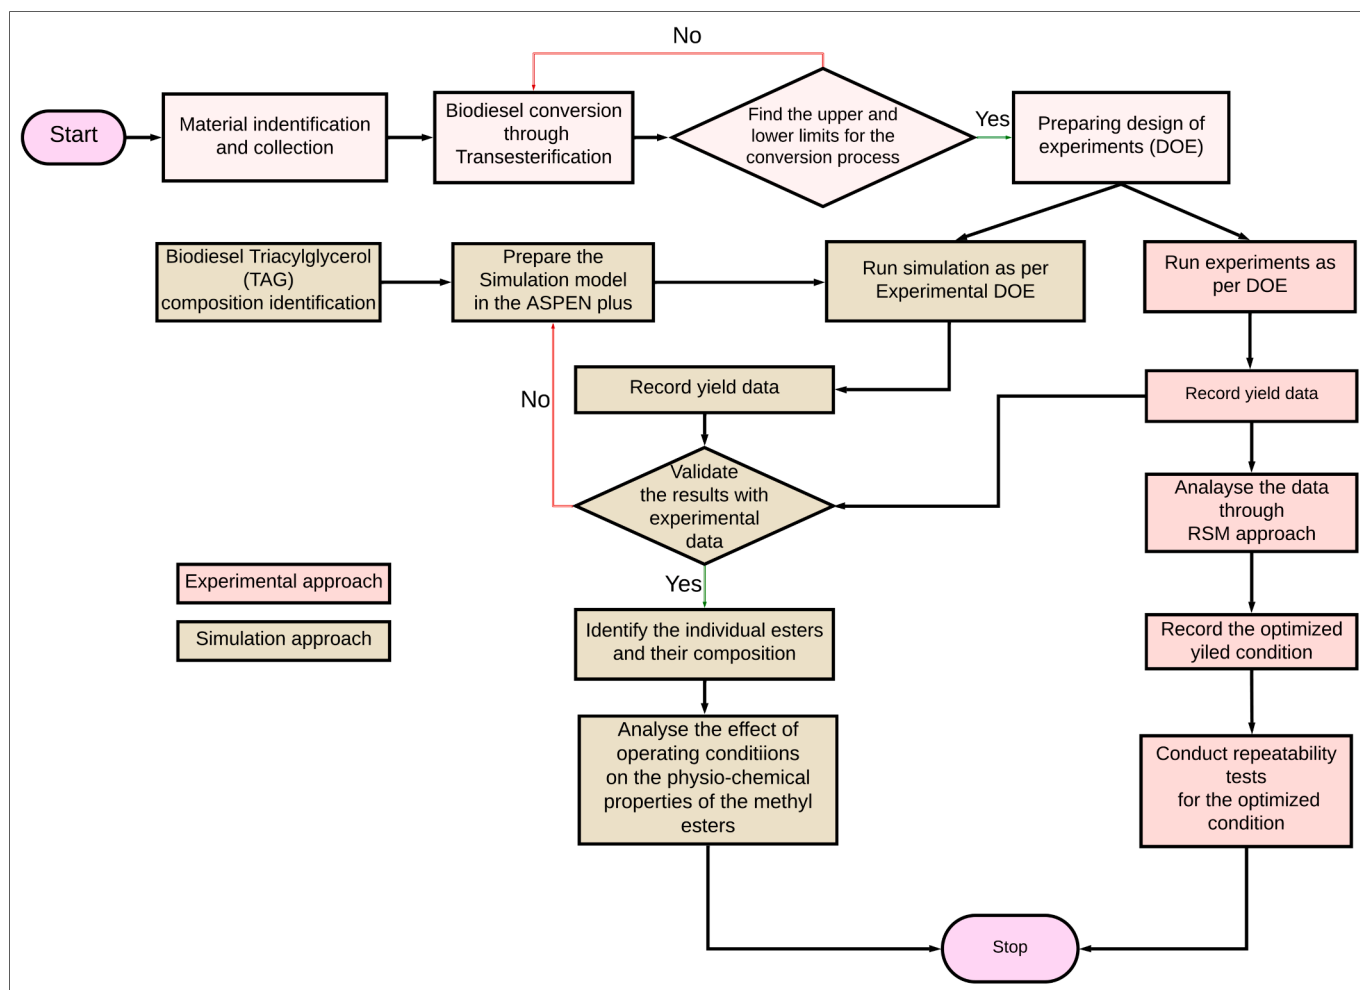 No
Start
Material indentification
and collection
Biodiesel conversion
through
Transesterification
Find the upper and
lower limits for the
conversion process
Yes
Preparing design of
experiments (DOE)
Biodiesel Triacylglycerol
(TAG)
composition identification
Prepare the
Simulation model
in the ASPEN plus
Run simulation as per
Experimental DOE
Run experiments as
per DOE
No
Record yield data
Record yield data
Validate
the results with
experimental
data
Analayse the data
through
RSM approach
Experimental approach
Simulation approach
Yes
Identify the individual esters
and their composition
Record the optimized
yiled condition
Analyse the effect of
operating conditiions
on the physio-chemical
properties of the methyl
esters
Conduct repeatability
tests
for the optimized
condition
Stop